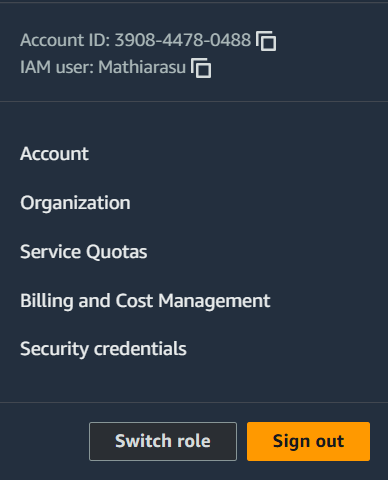 Account ID: 3908-4478-0488
IAM user: Mathiarasu
Account
Organization
Service Quotas
Billing and Cost Management
Security credentials
Switch role
Sign out